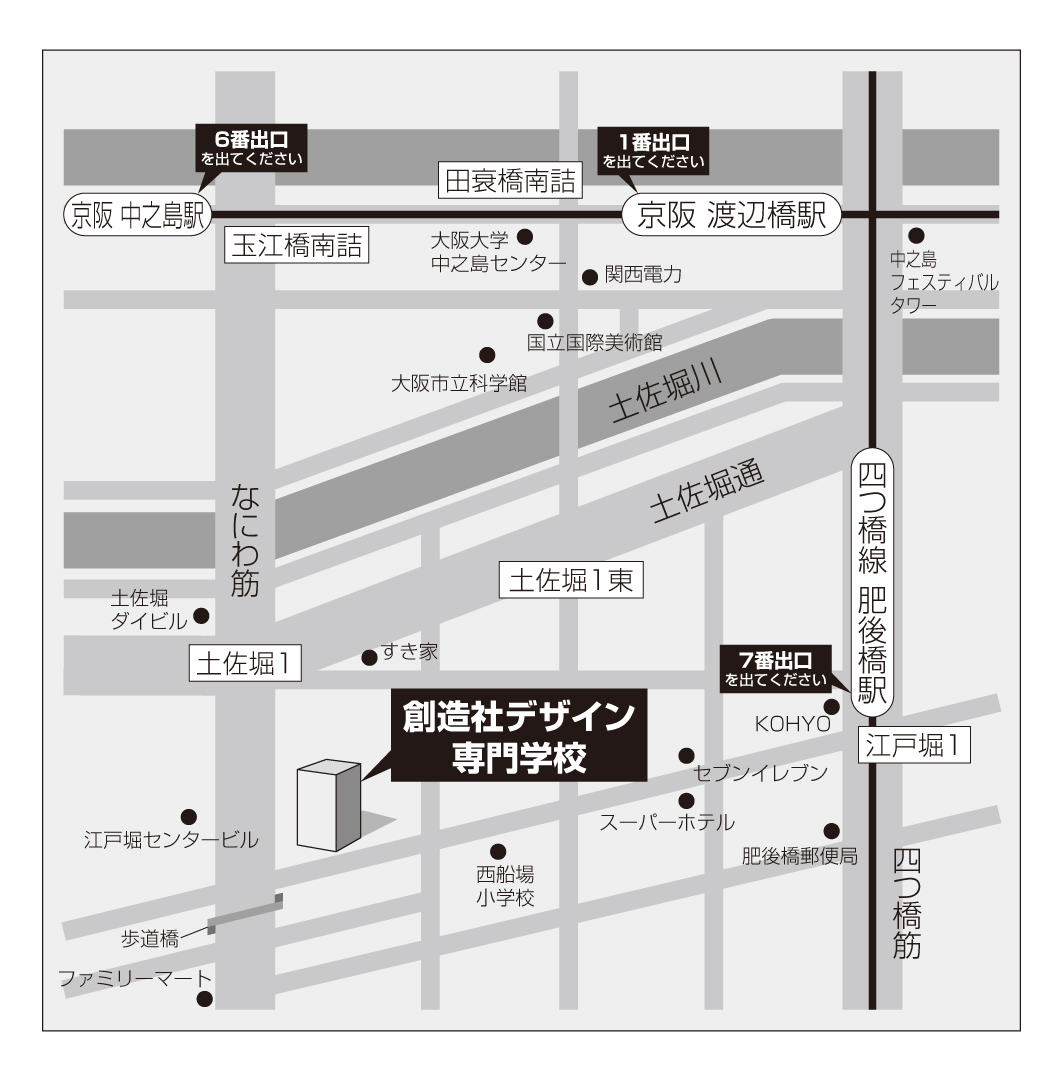 6番出口
を出てください
1番出口
を出てください
田衰橋南詰
京阪 中之島駅
京阪 渡辺橋駅
玉江橋南詰
大阪大学
中之島センター
関西電力
中之島
フェスティバル
タワー
国立国際美術館
大阪市立科学館
土佐堀川
土佐堀通
なにわ筋
四つ橋線 肥後橋駅
土佐堀1東
土佐堀
ダイビル
土佐堀1
すき家
7番出口
を出てください
創造社デザイン
専門学校
KOHYO
江戸堀1
セブンイレブン
スーパーホテル
江戸堀センタービル
肥後橋郵便局
西船場
小学校
四つ橋筋
歩道橋
ファミリーマート